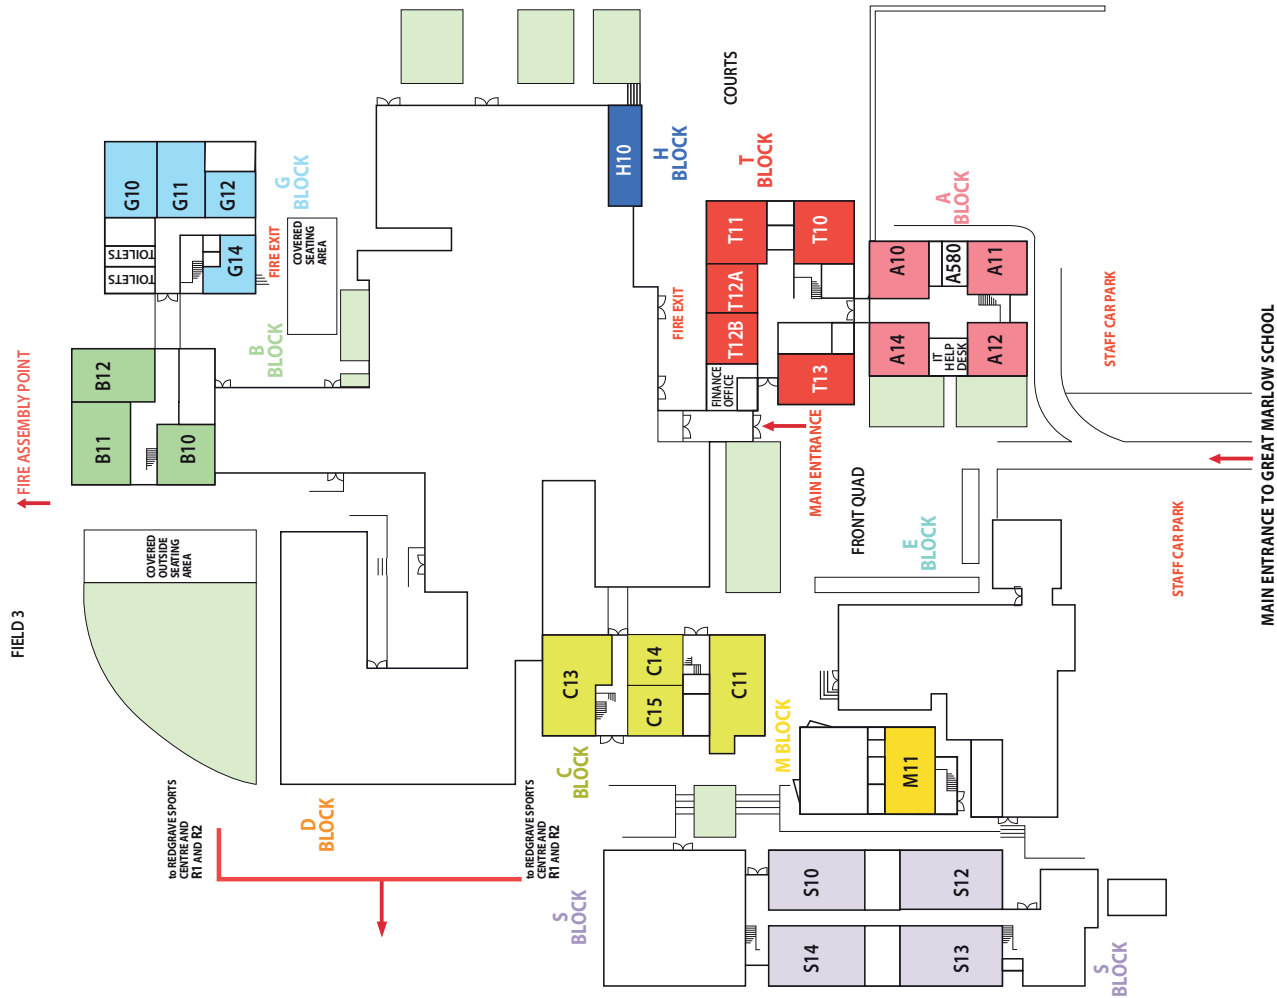 FIELD 3
FIRE ASSEMBLY POINT
COVERED
OUTSIDE
SEATING
AREA
B11
B12
B10
B
BLOCK
TOILETS
TOILETS
G10
G11
G12
G14
G
BLOCK
FIRE EXIT
COVERED
SEATING
AREA
to REDGRAVE SPORTS
CENTRE AND
R1 AND R2
D
BLOCK
to REDGRAVE SPORTS
CENTRE AND
R1 AND R2
H10
H
BLOCK
COURTS
T
BLOCK
T11
T10
T12A
T12B
T13
FINANCE
OFFICE
FIRE EXIT
MAIN ENTRANCE
A
BLOCK
A10
A580
A11
A14
IT
HELP
DESK
A12
STAFF CAR PARK
FRONT QUAD
E
BLOCK
STAFF CAR PARK
MAIN ENTRANCE TO GREAT MARLOW SCHOOL
C13
C14
C15
C11
C
BLOCK
M BLOCK
M11
S
BLOCK
S10
S12
S14
S13
S
BLOCK